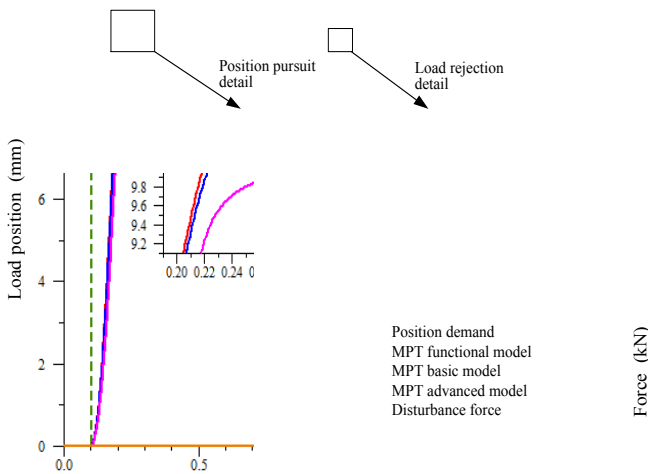 Position pursuit
detail
Load rejection
detail
Load position (mm)
6
4
2
0
0.0
0.5
9.8
9.6
9.4
9.2
0.20
0.22
0.24
Position demand
MPT functional model
MPT basic model
MPT advanced model
Disturbance force
Force (kN)